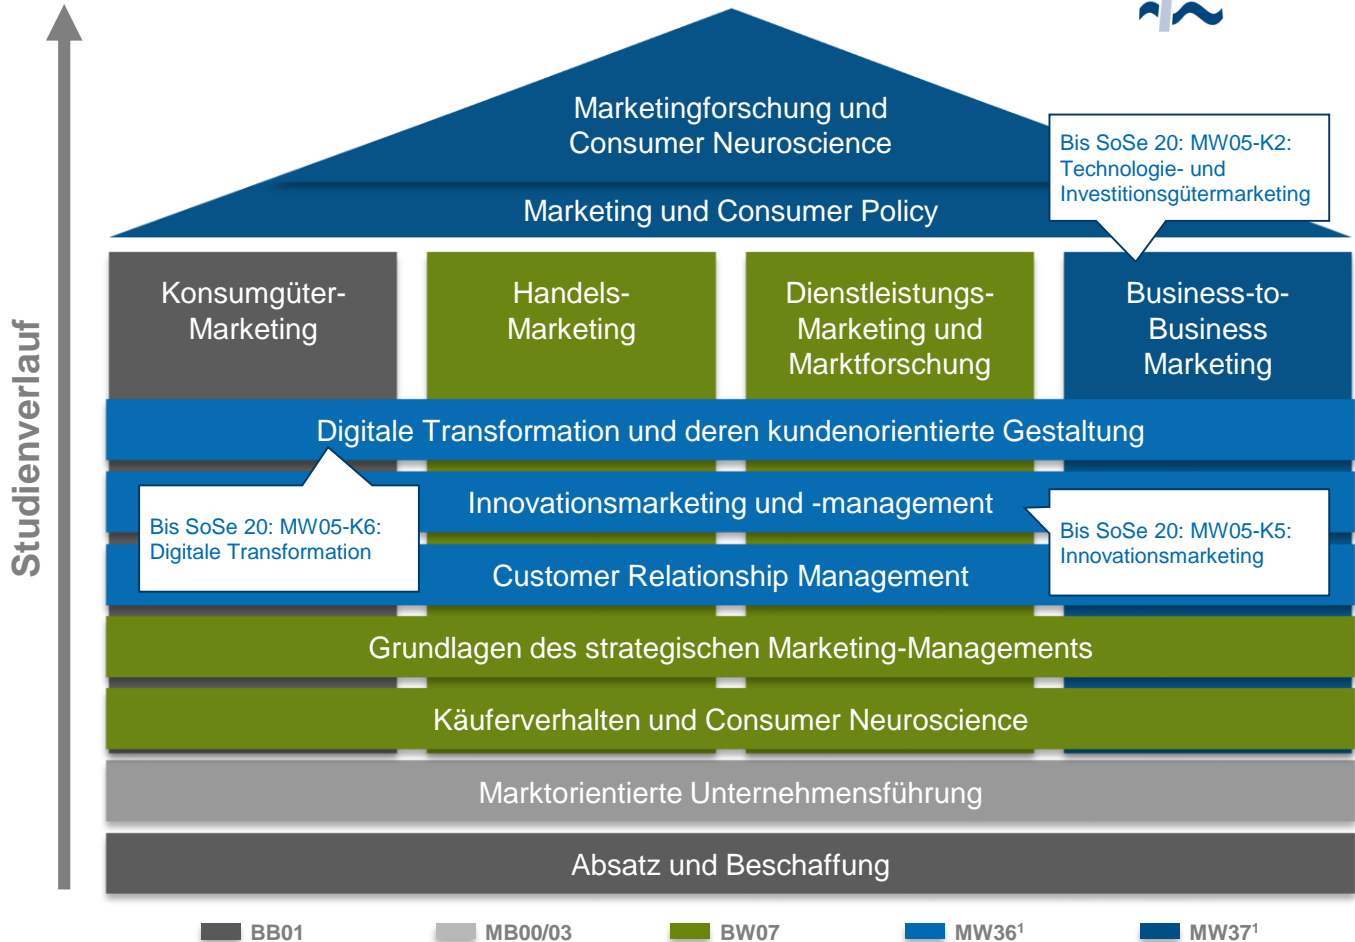 Marketingforschung und
Consumer Neuroscience
Marketing und Consumer Policy
Bis SoSe 20: MW05-K2:
Technologie- und
Investitionsgütermarketing
Konsumgüter-
Marketing
Handels-
Marketing
Dienstleistungs-
Marketing und
Marktforschung
Business-to-
Business
Marketing
Studienverlauf
Digitale Transformation und deren kundenorientierte Gestaltung
Innovationsmarketing und -management
Bis SoSe 20: MW05-K6:
Digitale Transformation
Bis SoSe 20: MW05-K5:
Innovationsmarketing
Customer Relationship Management
Grundlagen des strategischen Marketing-Managements
Käuferverhalten und Consumer Neuroscience
Marktorientierte Unternehmensführung
Absatz und Beschaffung
BB01
MB00/03
BW07
MW36¹
MW37¹